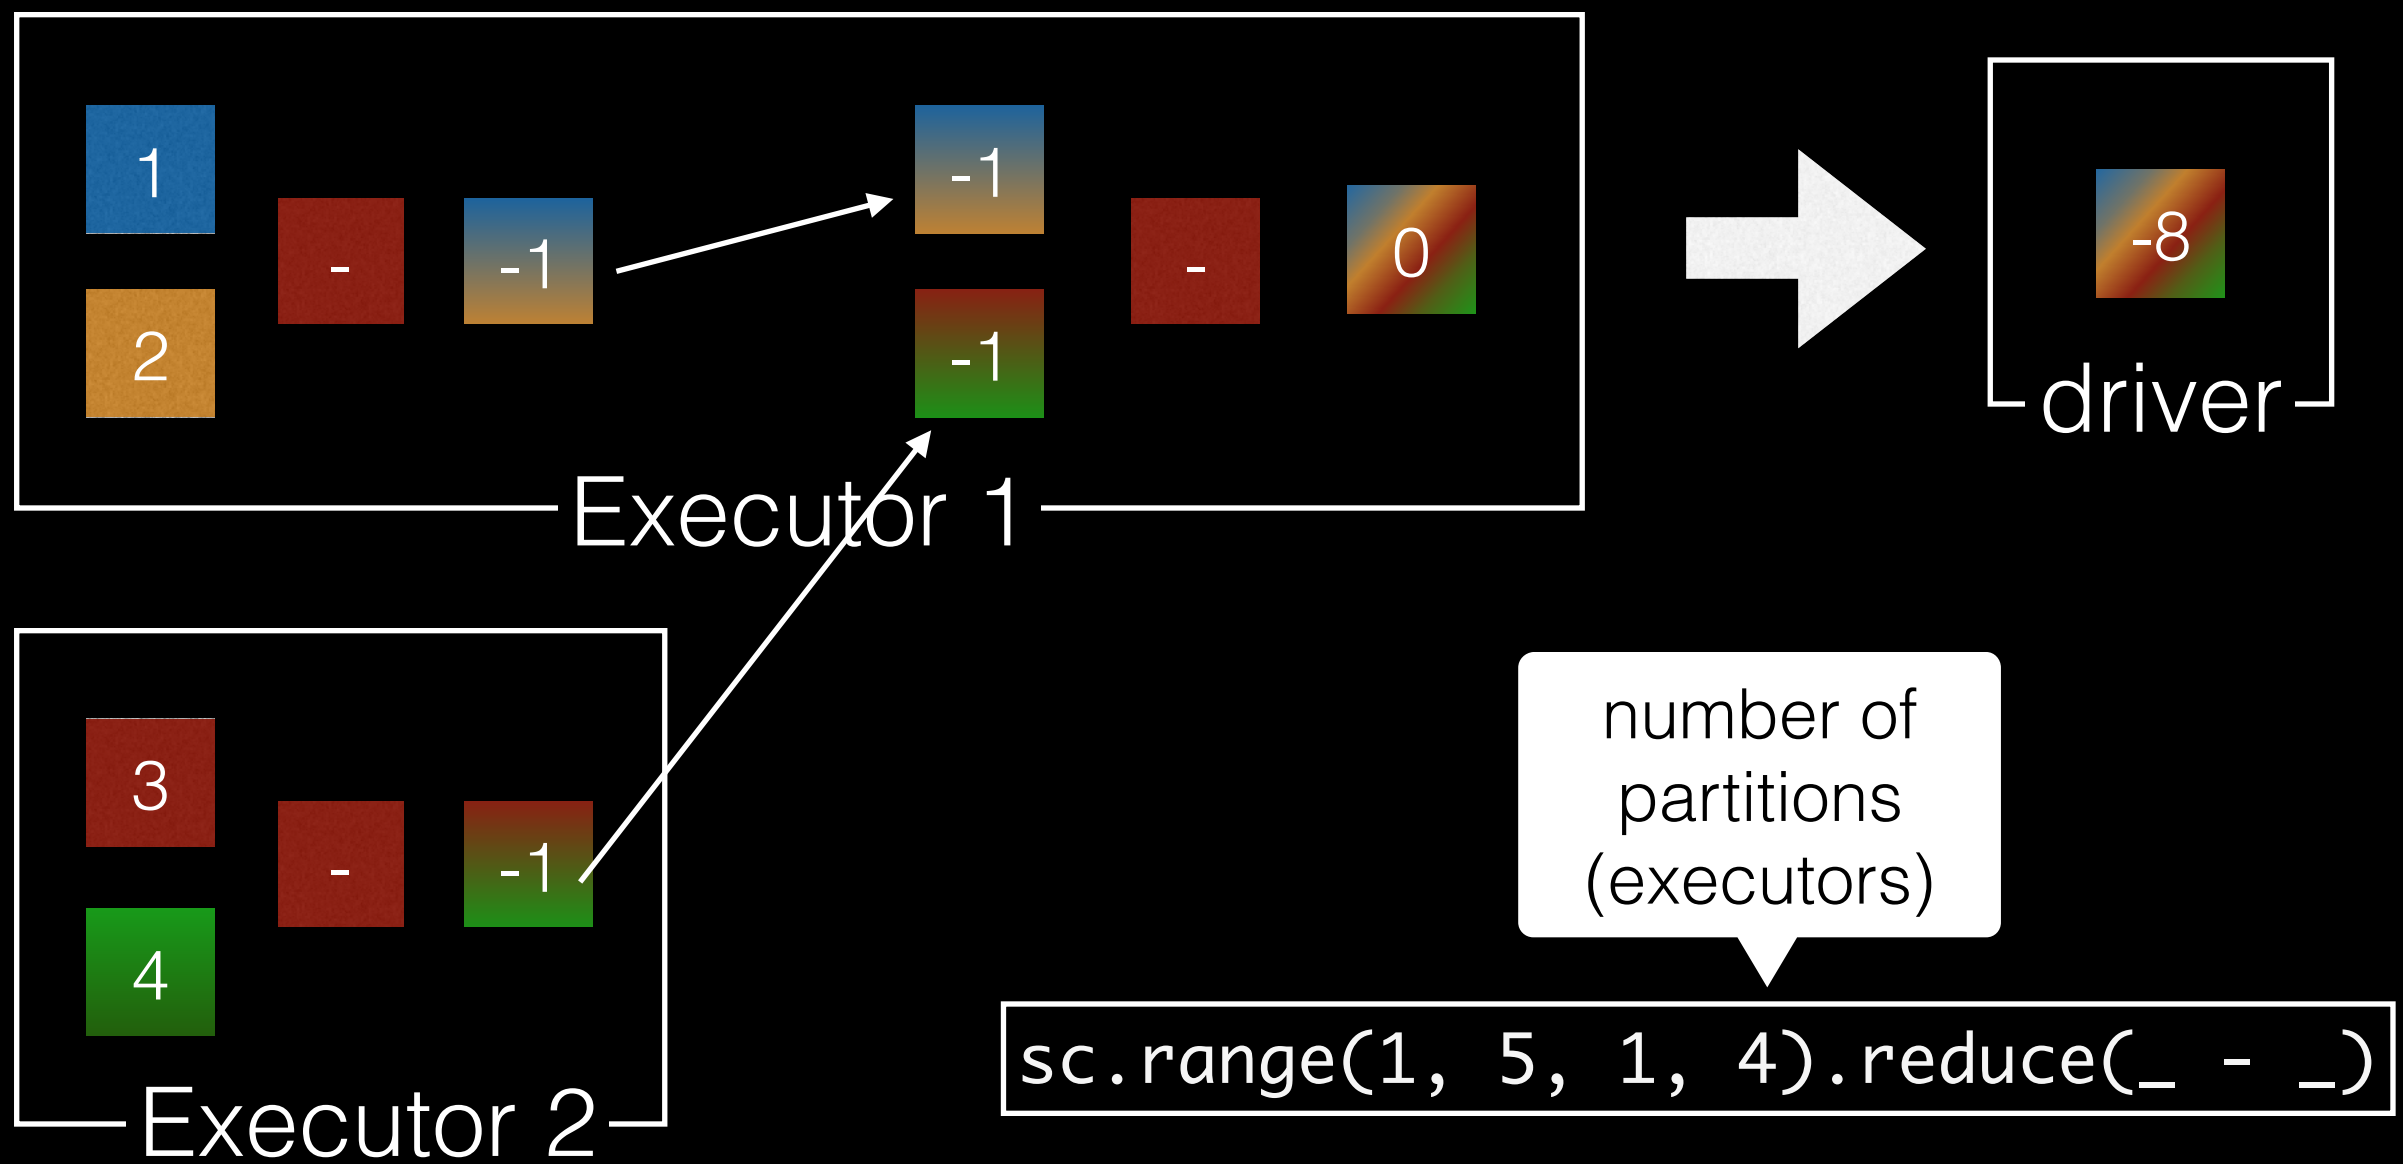 1
2
-
-1
-1
-1
-
0
Executor 1
-8
driver
3
4
-
-1
Executor 2
number of
partitions
(executors)
sc.range(1, 5, 1, 4).reduce(_ - _)